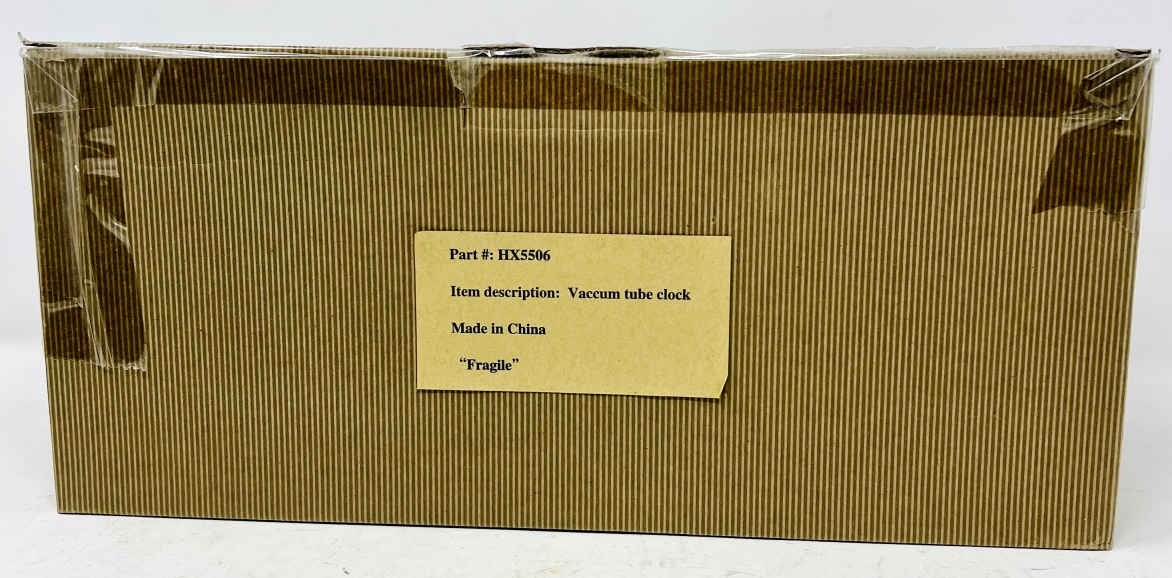 Part #: HX5506
Item description: Vaccum tube clock
Made in China
“Fragile”